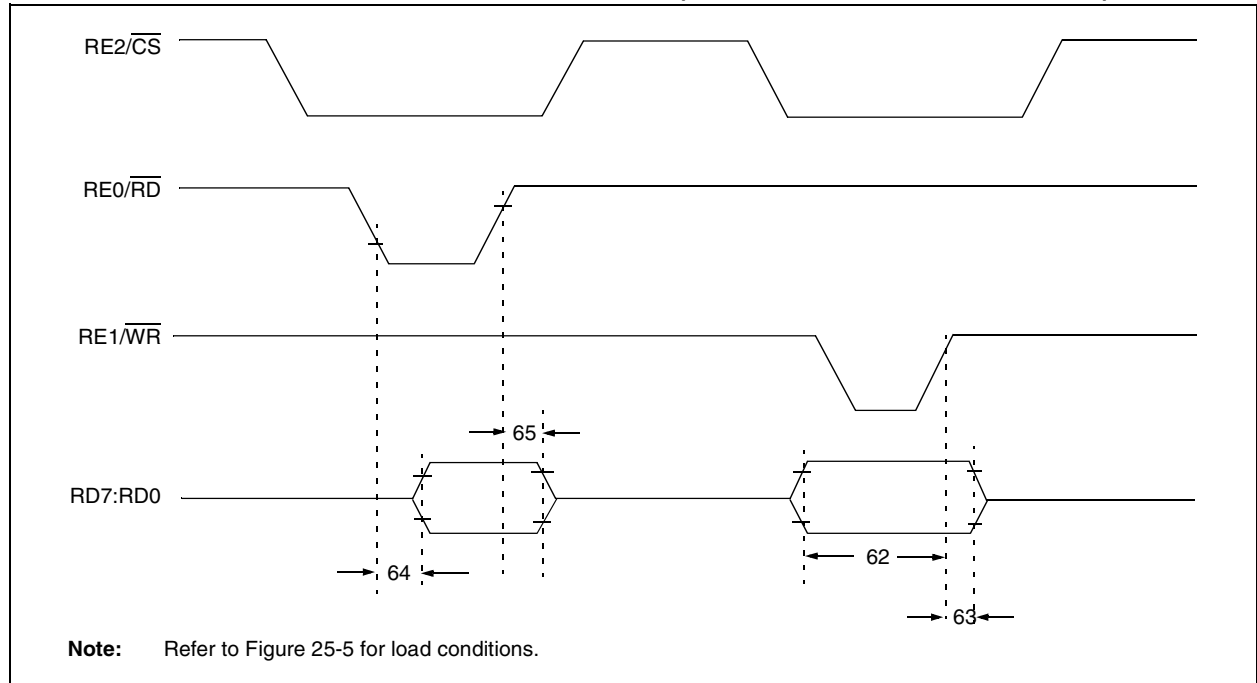 RE2/CS
RE0/RD
RE1/WR
65
RD7:RD0
62
64
63
Note: Refer to Figure 25-5 for load conditions.